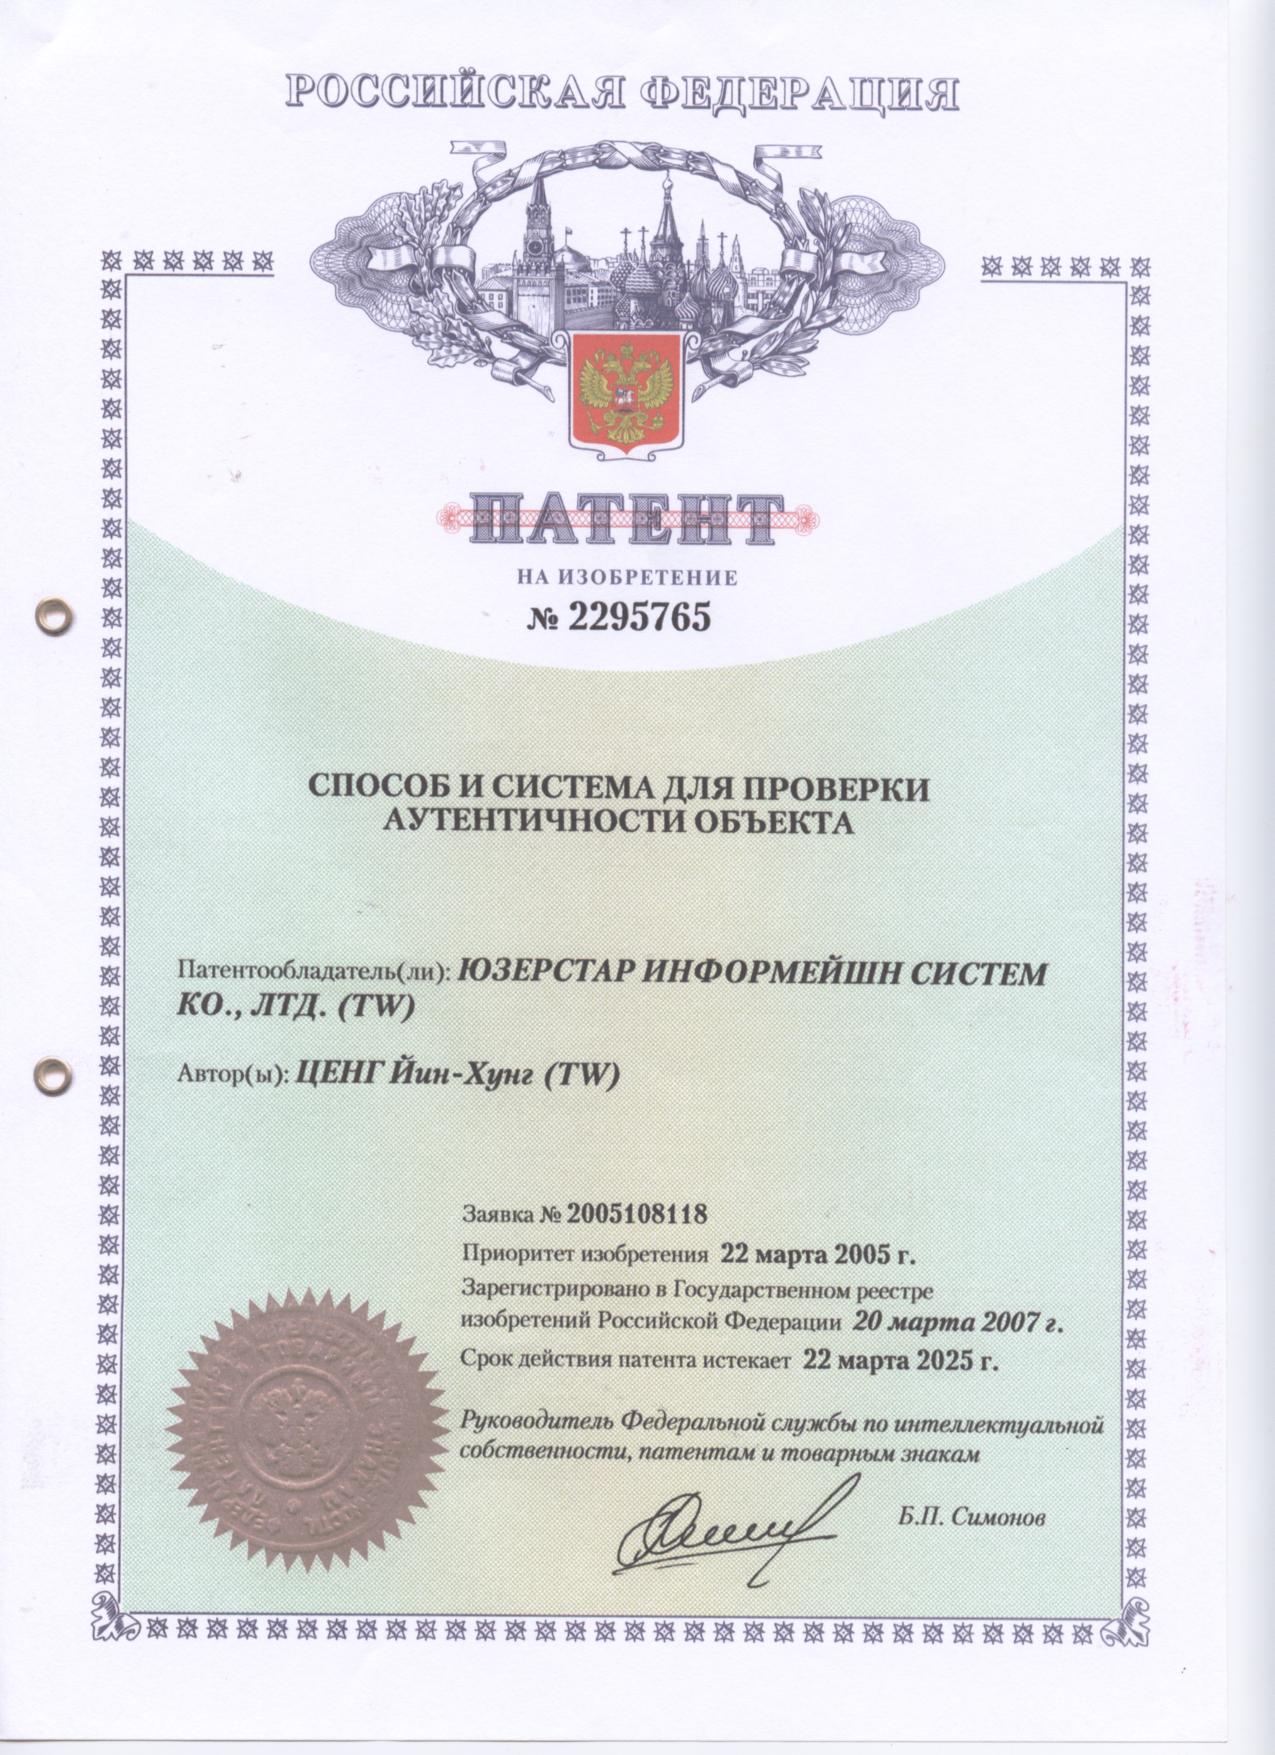 РОССИЙСКАЯ ФЕДЕРАЦИЯ
ПАТЕНТ
НА ИЗОБРЕТЕНИЕ
№ 2295765
СПОСОБ И СИСТЕМА ДЛЯ ПРОВЕРКИ
АУТЕНТИЧНОСТИ ОБЪЕКТА
Патентообладатель(ли): ЮЗЕРСТАР ИНФОРМЕЙШН СИСТЕМ
КО., ЛТД. (TW)
Автор(ы): ЦЕНГ Йин-Хунг (TW)
Заявка № 2005108118
Приоритет изобретения 22 марта 2005 г.
Зарегистрировано в Государственном реестре
изобретений Российской Федерации 20 марта 2007 г.
Срок действия патента истекает 22 марта 2025 г.
Руководитель Федеральной службы по интеллектуальной
собственности, патентам и товарным знакам
Б.П. Симонов